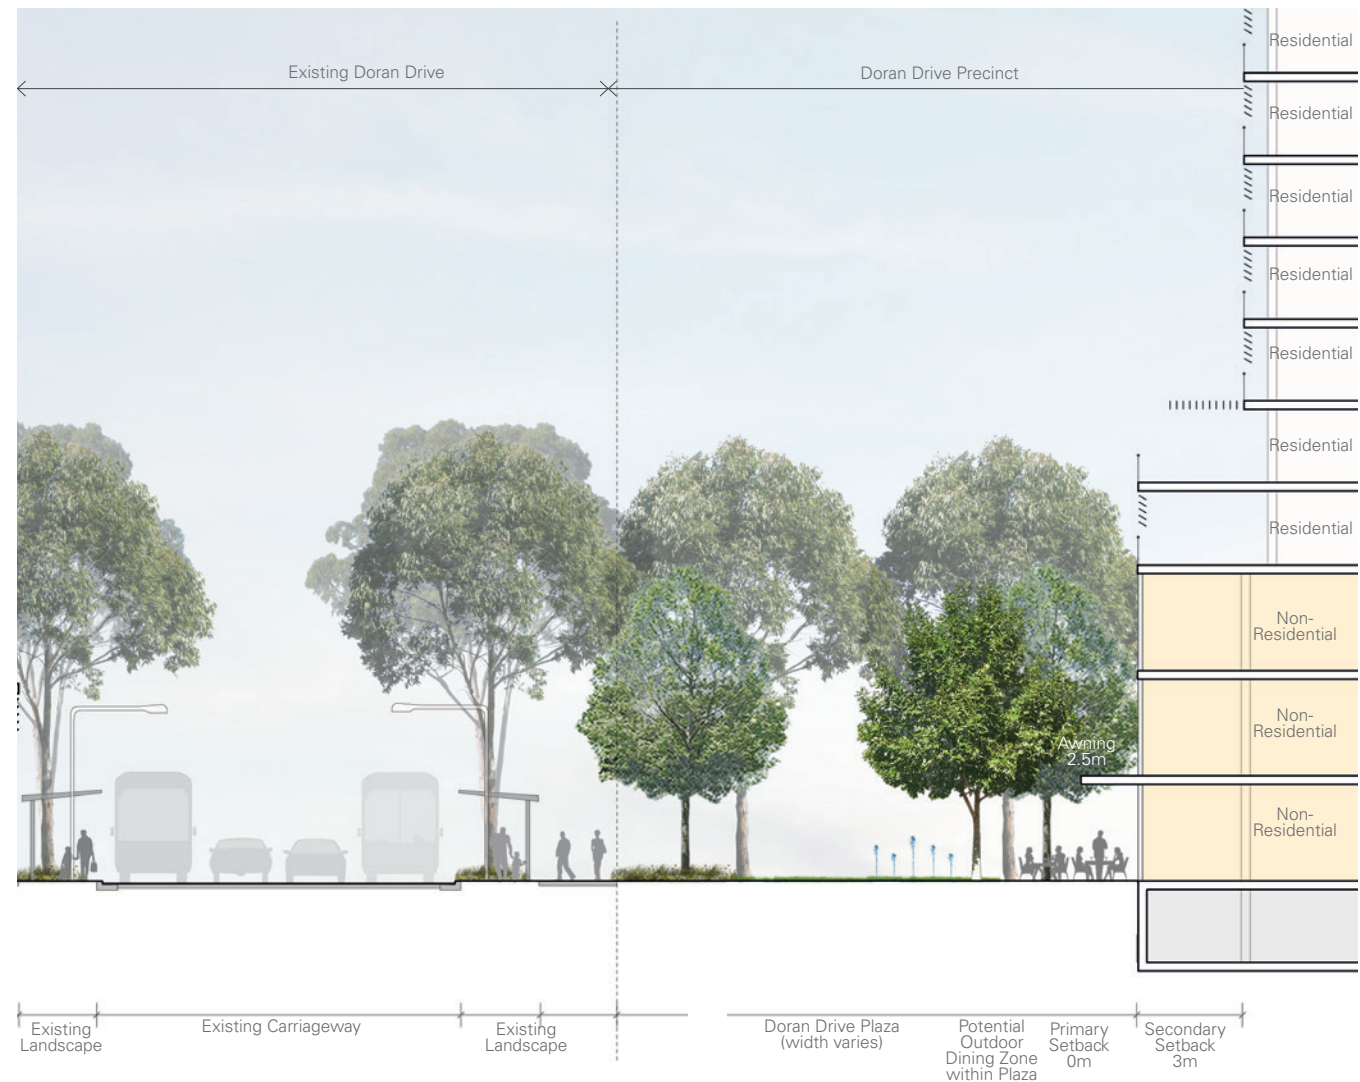 Residential
Existing Doran Drive
Doran Drive Precinct
Residential
Residential
Residential
Residential
Residential
Residential
Non-
Residential
Non-
Residential
Awning
2.5m
Non-
Residential
Existing
Landscape
Existing Carriageway
Existing
Landscape
Doran Drive Plaza
(width varies)
Potential
Outdoor
Dining Zone
within Plaza
Primary
Setback
0m
Secondary
Setback
3m